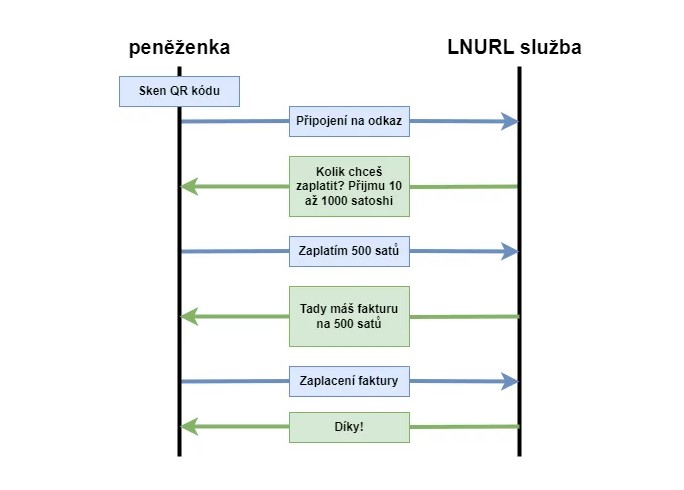 peněženka
LNURL služba
Sken QR kódu
Připojení na odkaz
Kolik chceš
zaplatit? Přijmu 10
až 1000 satoshi
Zaplatím 500 satů
Tady máš fakturu
na 500 satů
Zaplacení faktury
Díky!